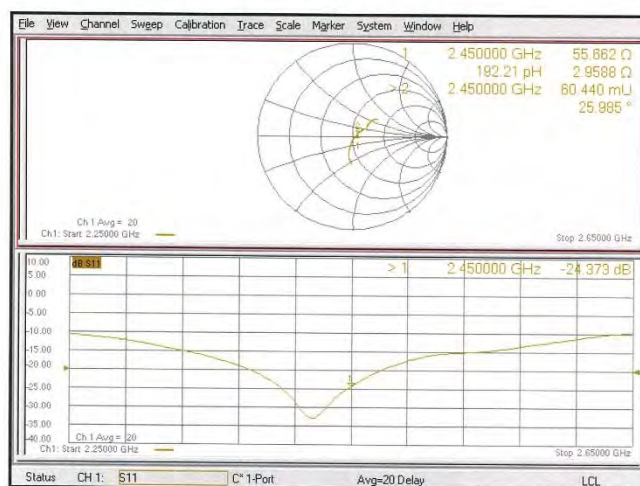 File View Channel Sweep Calibration Trace Scale Marker System Window Help
1 2.450000 GHz 55.662 Ω
192.21 pH 2.9588 Ω
> 2 2.450000 GHz 60.440 mU
25.985 °
Ch 1 Avg = 20
Ch1: Start 2.25000 GHz
Stop 2.65000 GHz
10.00 dB S11
> 1 2.450000 GHz -24.373 dB
5.00
0.00
-5.00
-10.00
-15.00
-20.00
-25.00
1
-30.00
-35.00
-40.00
Ch 1 Avg = 20
Ch1: Start 2.25000 GHz
Stop 2.65000 GHz
Status CH 1: S11 C* 1-Port Avg=20 Delay LCL